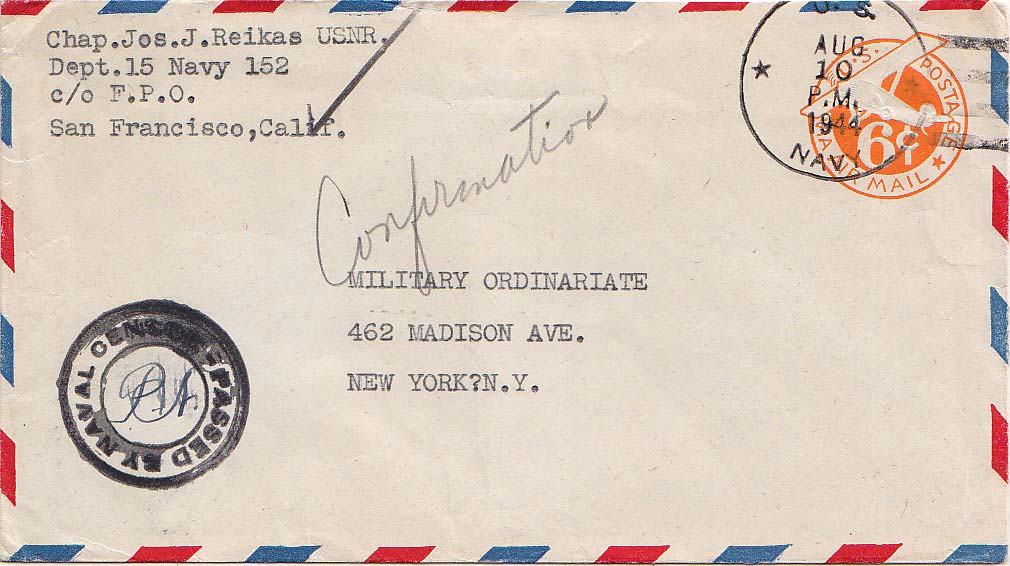 Chap.Jos.J.Reikas USNR.
Dept.15 Navy 152
c/o F.P.O.
San Francisco,Calif.
U. S.
AUG
10
P.M.
1944
NAVY
U.S. POSTAGE
6¢
AIR MAIL
Confirmation
MILITARY ORDINARIATE
462 MADISON AVE.
NEW YORK?N.Y.
PASSED BY NAVAL CENSOR